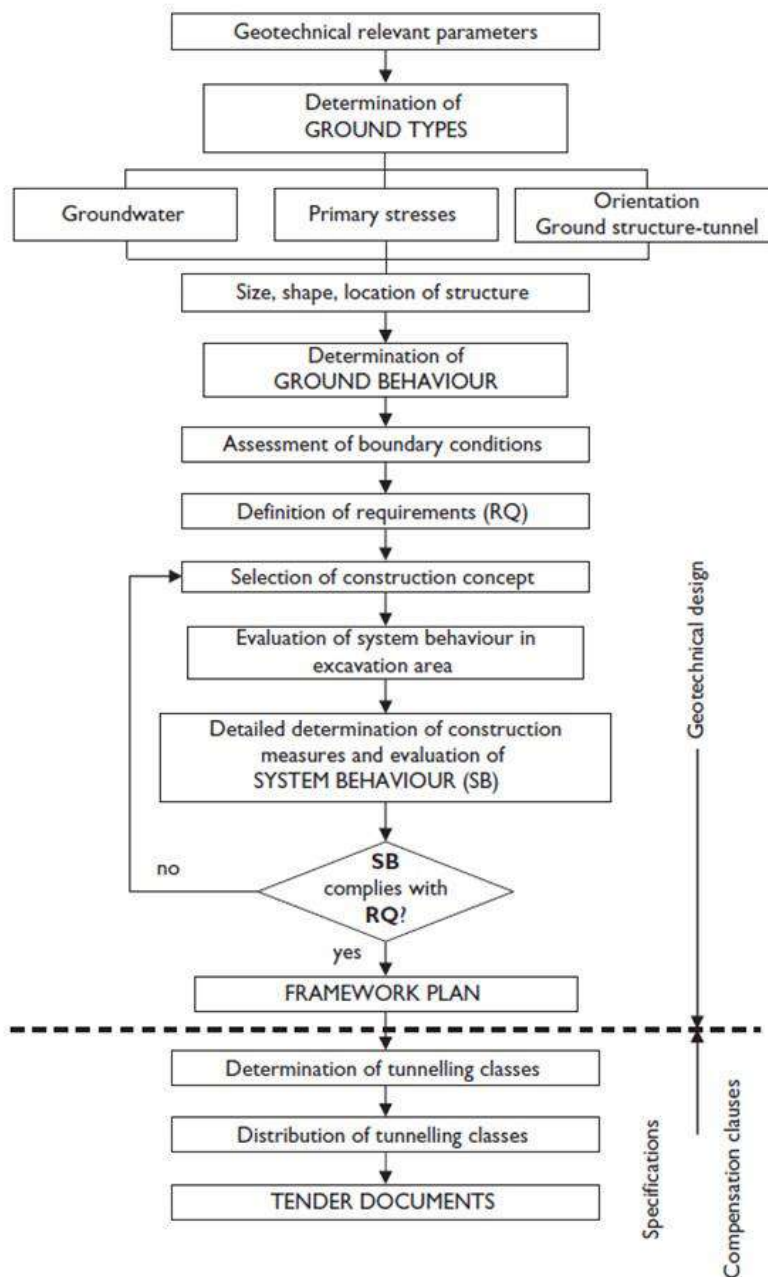 Geotechnical relevant parameters
Determination of
GROUND TYPES
Groundwater
Primary stresses
Orientation
Ground structure-tunnel
Size, shape, location of structure
Determination of
GROUND BEHAVIOUR
Assessment of boundary conditions
Definition of requirements (RQ)
Selection of construction concept
Evaluation of system behaviour in
excavation area
Detailed determination of construction
measures and evaluation of
SYSTEM BEHAVIOUR (SB)
no
SB
complies with
RQ?
yes
FRAMEWORK PLAN
Geotechnical design
Determination of tunnelling classes
Distribution of tunnelling classes
TENDER DOCUMENTS
Specifications
Compensation clauses